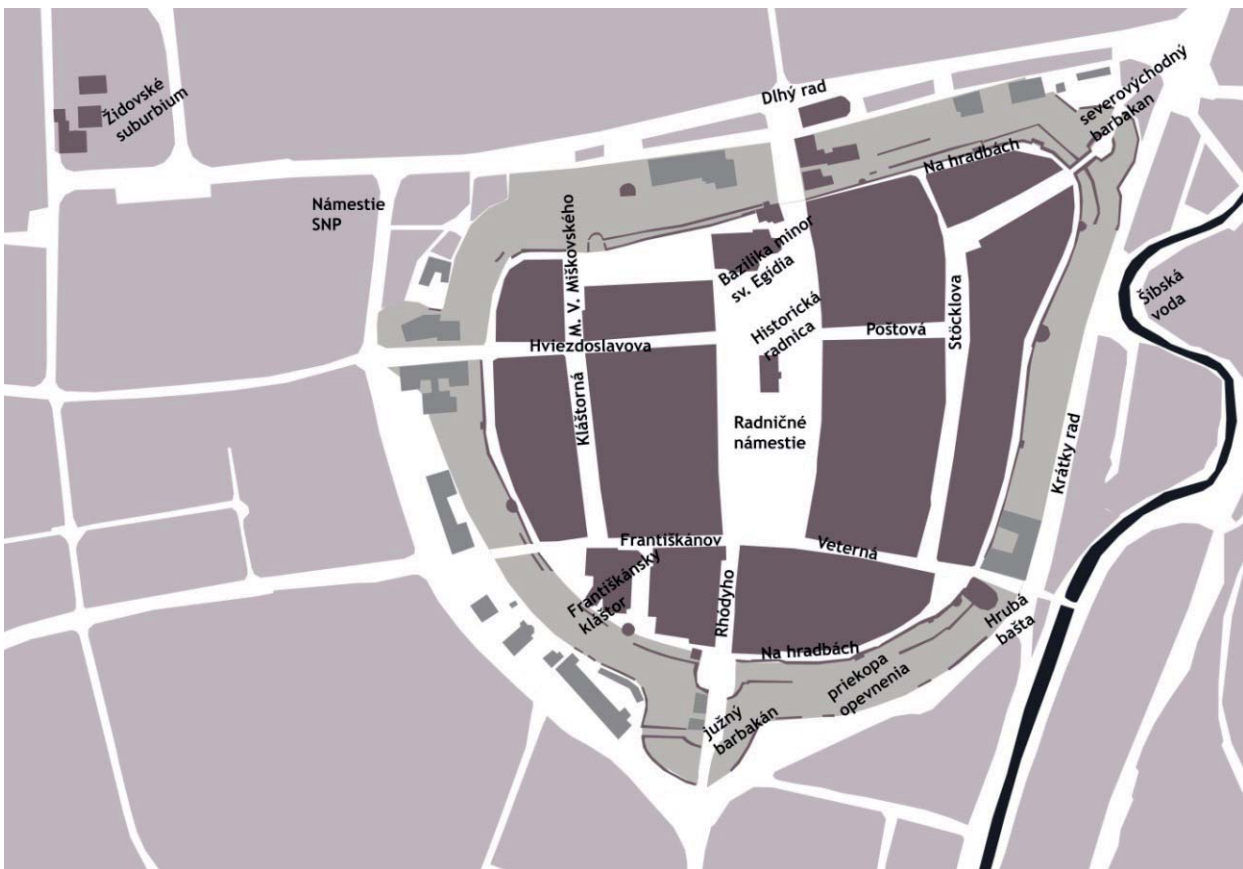 Židovské
suburbium
Dlhý rad
severovýchodný
barbakan
Na hradbách
Námestie
SNP
M. V. Miškovského
Bazilika minor
sv. Egídia
Šibská
voda
Historická
radnica
Hviezdoslavova
Poštová
Stöcklova
Kláštorná
Radničné
námestie
Krátky rad
Františkánov
Veterná
Františkánsky
kláštor
Rhódyho
Hrubá
bašta
Na hradbách
priekopa
opevnenia
južný
barbakán